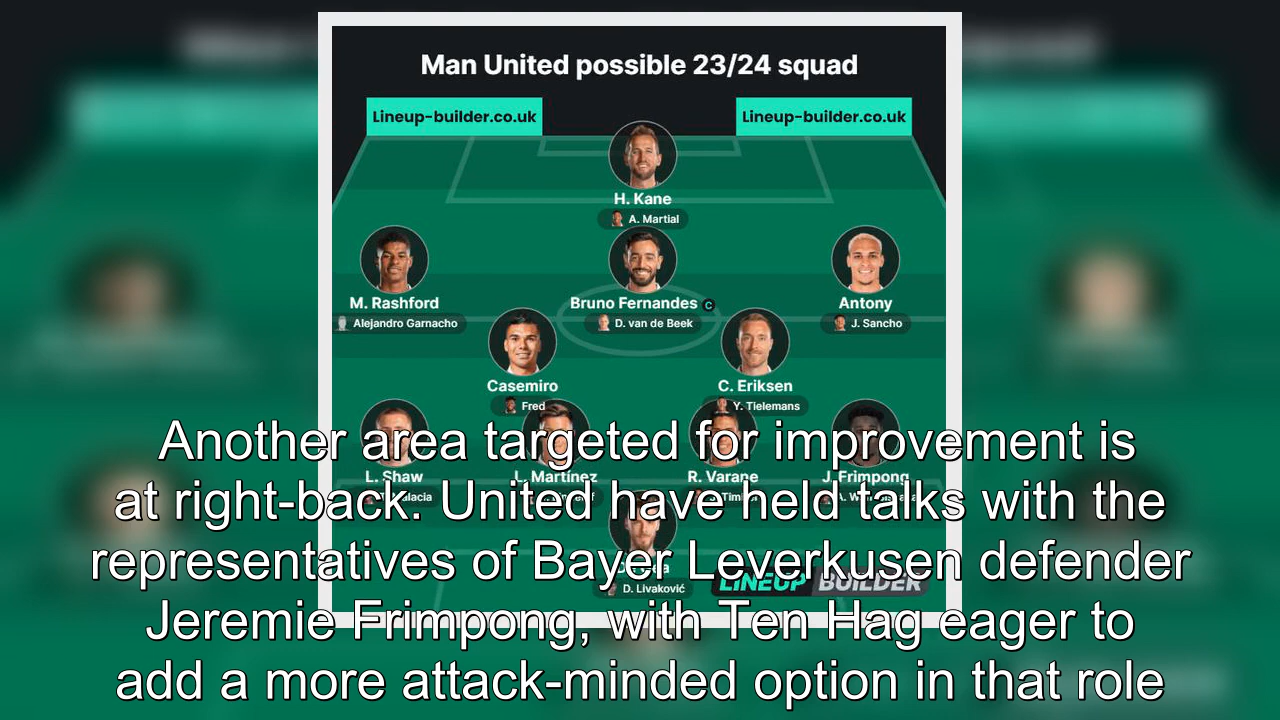 Man United possible 23/24 squad
Lineup-builder.co.uk
Lineup-builder.co.uk
H. Kane
A. Martial
M. Rashford
Bruno Fernandes C
Antony
Alejandro Garnacho
D. van de Beek
J. Sancho
Casemiro
C. Eriksen
Fred
Y. Tielemans
Another area targeted for improvement is
L. Shaw
L. Martínez
R. Varane
J. Frimpong
at right-back. United have held talks with the
representatives of Bayer Leverkusen defender
D. Livaković
LINEUP BUILDER
Jeremie Frimpong, with Ten Hag eager to
add a more attack-minded option in that role